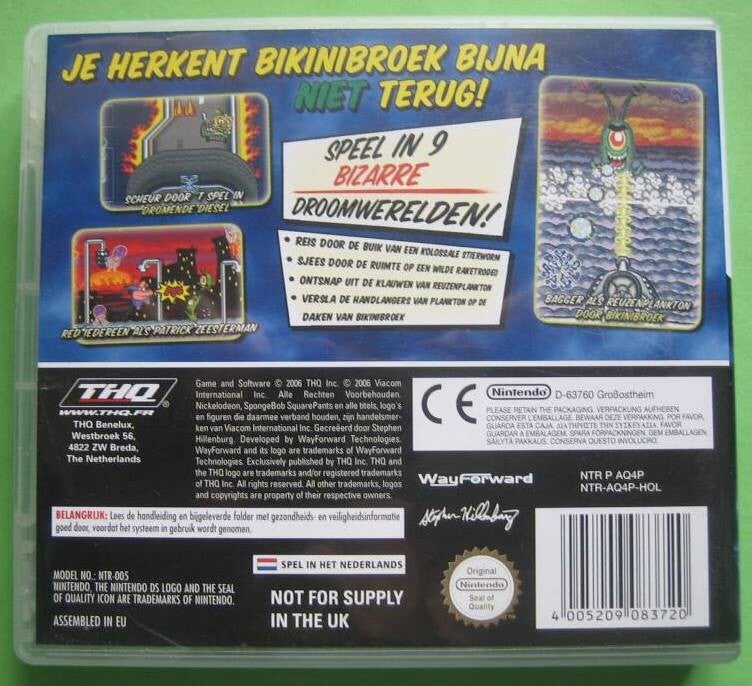 JE HERKENT BIKINIBROEK BIJNA
NIET TERUG!
SCHEUR DOOR 'T SPEL IN
DROMENDE DIESEL
SPEEL IN 9
BIZARRE
DROOMWERELDEN!
• REIS DOOR DE BUIK VAN EEN KOLOSSALE STIERWORM
• SJEES DOOR DE RUIMTE OP EEN WILDE RAKETRODEO
• ONTSNAP UIT DE KLAUWEN VAN REUZENPLANKTON
• VERSLA DE HANDLANGERS VAN PLANKTON OP DE
DAKEN VAN BIKINIBROEK
RED IEDEREEN ALS PATRICK ZEESTERMAN
BAGGER ALS REUZENPLANKTON
DOOR BIKINIBROEK
THQ
WWW.THQ.FR
THQ Benelux,
Westbroek 56,
4822 ZW Breda,
The Netherlands
Game and Software © 2006 THQ Inc. © 2006 Viacom
International Inc. Alle Rechten Voorbehouden.
Nickelodeon, SpongeBob SquarePants en alle titels, logo's
en figuren die daarmee verband houden, zijn handelsmer-
ken van Viacom International Inc. Gecreëerd door Stephen
Hillenburg. Developed by WayForward Technologies.
WayForward and its logo are trademarks of WayForward
Technologies. Exclusively published by THQ Inc. THQ and
the THQ logo are trademarks and/or registered trademarks
of THQ Inc. All rights reserved. All other trademarks, logos
and copyrights are property of their respective owners.
CE Nintendo D-63760 Großostheim
PLEASE RETAIN THE PACKAGING. VERPACKUNG AUFHEBEN.
CONSERVER L'EMBALLAGE. BEWAAR DEZE VERPAKKING. POR FAVOR,
GUARDA ESTA CAJA. ΔΙΑΤΗΡΗΣΤΕ ΤΗΝ ΣΥΣΚΕΥΑΣΙΑ. FAVOR
GUARDAR A EMBALAGEM. SPARA FÖRPACKNINGEN. GEM EMBALLAGEN.
SÄILYTÄ PAKKAUS. CONSERVA QUESTO INVOLUCRO.
WayForward
NTR P AQ4P
NTR-AQ4P-HOL
Stephen Hillenburg
BELANGRIJK: Lees de handleiding en bijgeleverde folder met gezondheids- en veiligheidsinformatie
goed door, voordat het systeem in gebruik wordt genomen.
SPEL IN HET NEDERLANDS
MODEL NO.: NTR-005
NINTENDO, THE NINTENDO DS LOGO AND THE SEAL
OF QUALITY ICON ARE TRADEMARKS OF NINTENDO.
ASSEMBLED IN EU
NOT FOR SUPPLY
IN THE UK
Original
Nintendo
Seal of
Quality
4 005209 083720